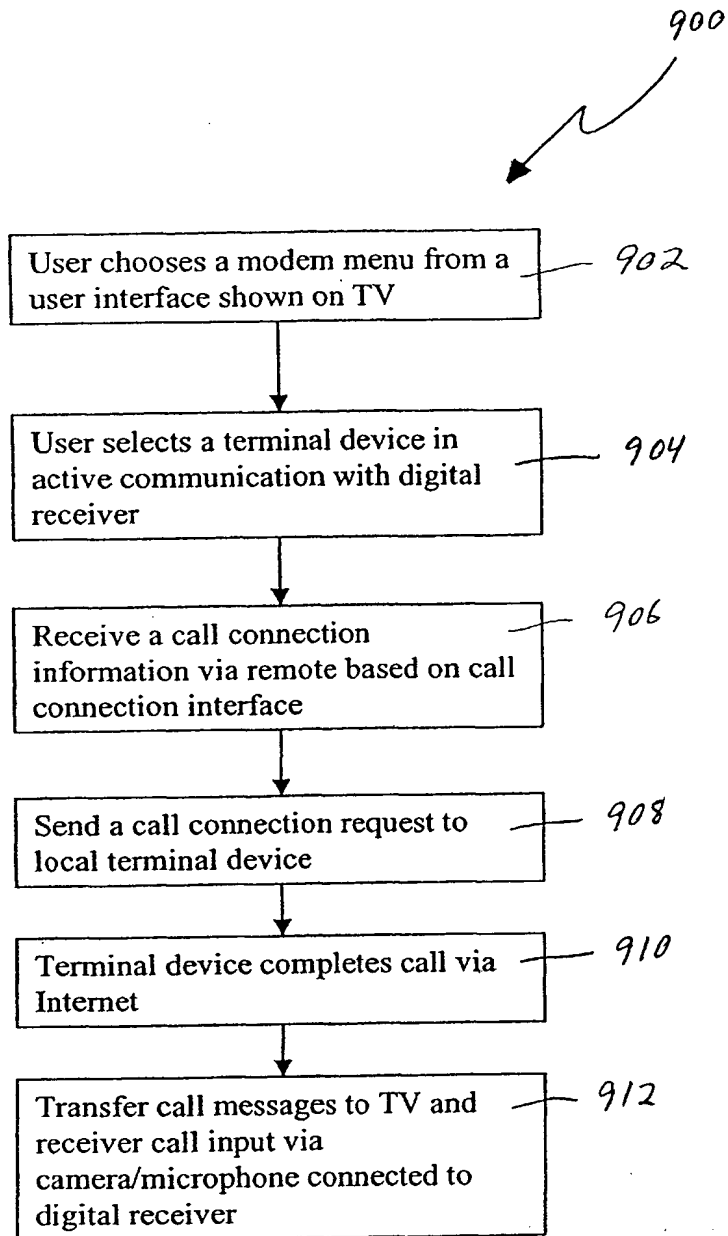 900
User chooses a modem menu from a
user interface shown on TV
902
User selects a terminal device in
active communication with digital
receiver
904
Receive a call connection
information via remote based on call
connection interface
906
Send a call connection request to
local terminal device
908
Terminal device completes call via
Internet
910
Transfer call messages to TV and
receiver call input via
camera/microphone connected to
digital receiver
912